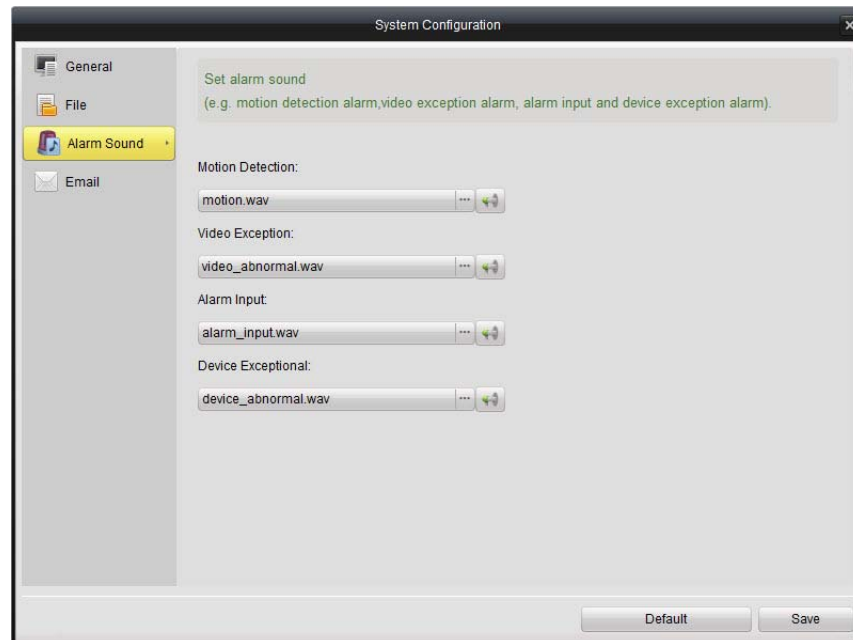 System Configuration
General
File
Alarm Sound
Email
Set alarm sound
(e.g. motion detection alarm,video exception alarm, alarm input and device exception alarm).
Motion Detection:
motion.wav
Video Exception:
video_abnormal.wav
Alarm Input:
alarm_input.wav
Device Exceptional:
device_abnormal.wav
Default
Save